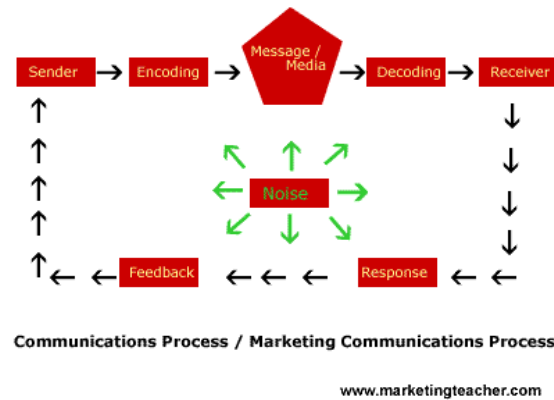 Sender
Encoding
Message /
Media
Decoding
Receiver
Noise
Feedback
Response
Communications Process / Marketing Communications Process
www.marketingteacher.com